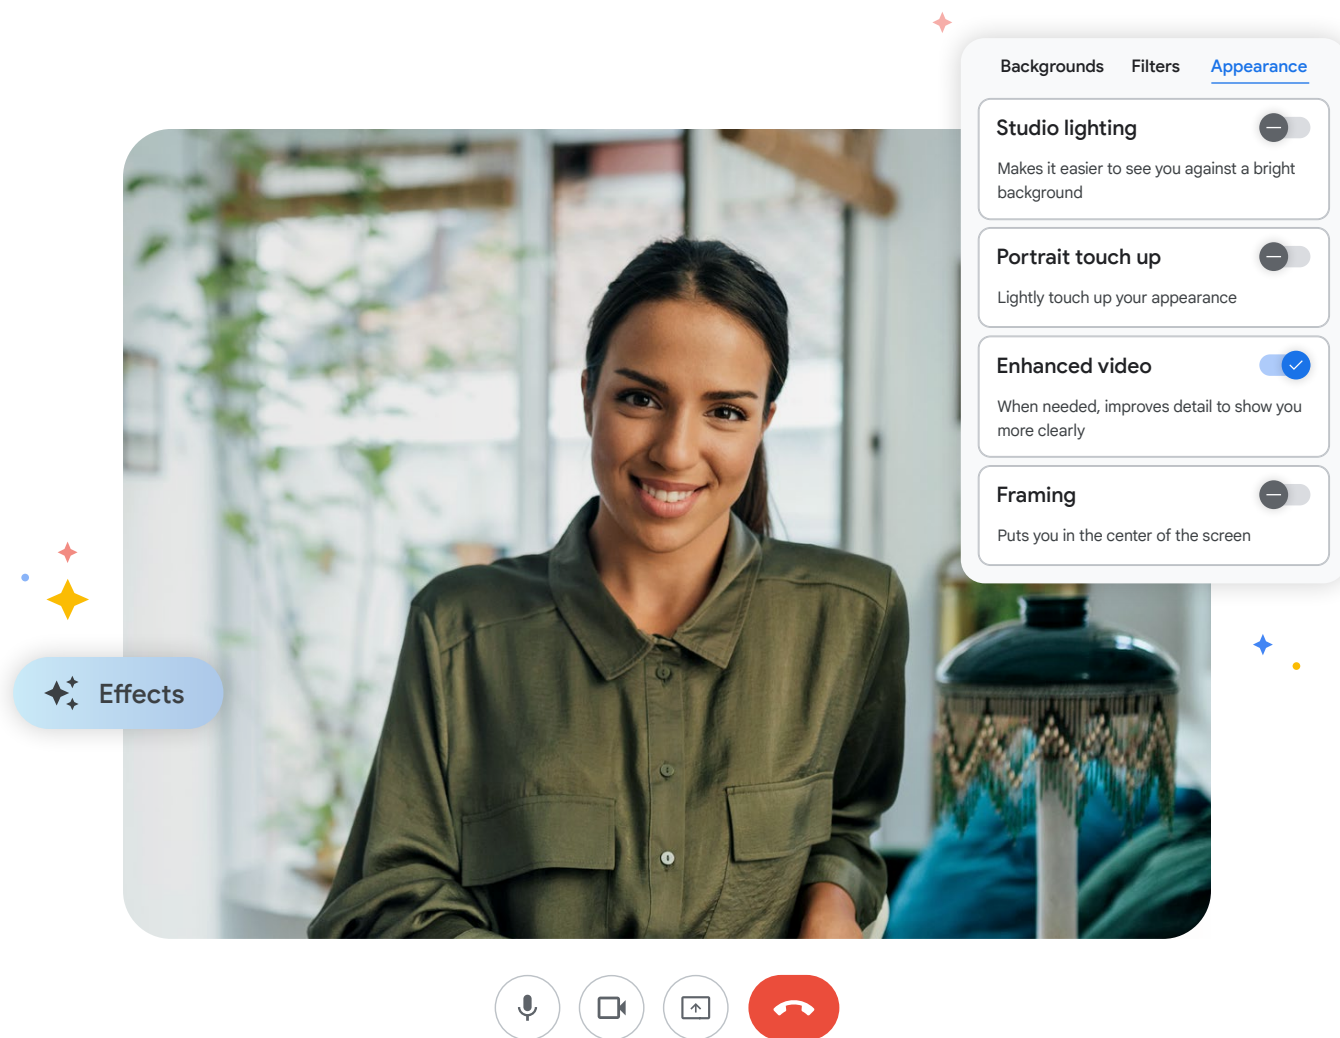 Backgrounds Filters Appearance
Studio lighting
Makes it easier to see you against a bright
background
Portrait touch up
Lightly touch up your appearance
Enhanced video
When needed, improves detail to show you
more clearly
Framing
Puts you in the center of the screen
Effects